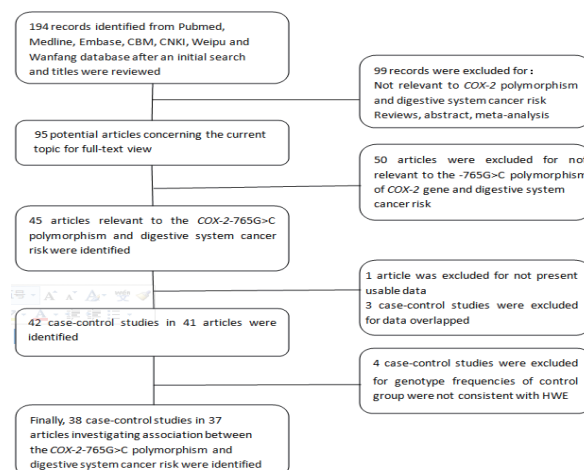 194 records identified from Pubmed,
Medline, Embase, CBM, CNKI, Weipu and
Wanfang database after an initial search
and titles were reviewed
99 records were excluded for:
Not relevant to COX-2 polymorphism
and digestive system cancer risk
Reviews, abstract, meta-analysis
95 potential articles concerning the current
topic for full-text view
50 articles were excluded for not
relevant to the -765G>C polymorphism
of COX-2 gene and digestive system
cancer risk
45 articles relevant to the COX-2-765G>C
polymorphism and digestive system cancer
risk were identified
1 article was excluded for not present
usable data
3 case-control studies were excluded
for data overlapped
42 case-control studies in 41 articles were
identified
4 case-control studies were excluded
for genotype frequencies of control
group were not consistent with HWE
Finally, 38 case-control studies in 37
articles investigating association between
the COX-2-765G>C polymorphism and
digestive system cancer risk were identified